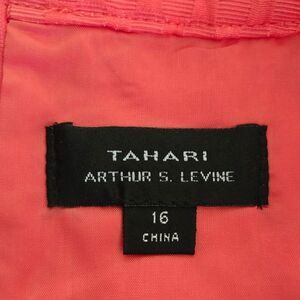 TAHARI
ARTHUR S. LEVINE
16
CHINA